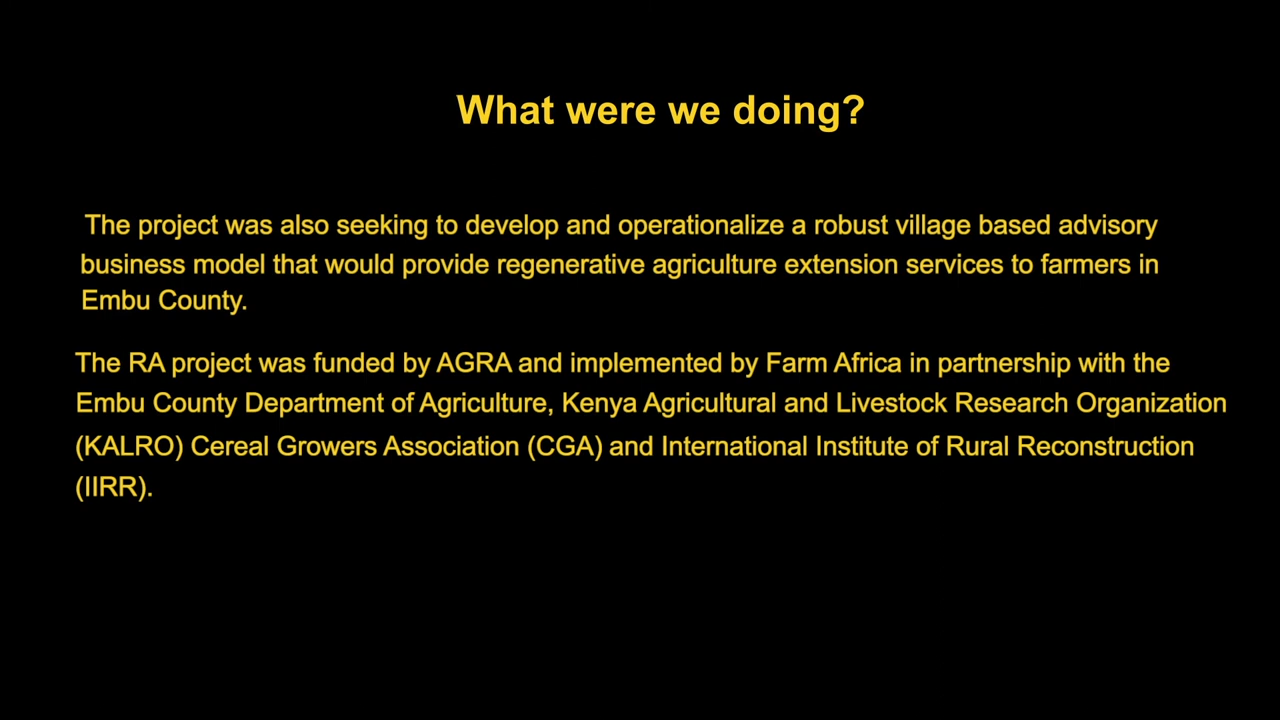 What were we doing?
The project was also seeking to develop and operationalize a robust village based advisory
business model that would provide regenerative agriculture extension services to farmers in
Embu County.
The RA project was funded by AGRA and implemented by Farm Africa in partnership with the
Embu County Department of Agriculture, Kenya Agricultural and Livestock Research Organization
(KALRO) Cereal Growers Association (CGA) and International Institute of Rural Reconstruction
(IIRR).